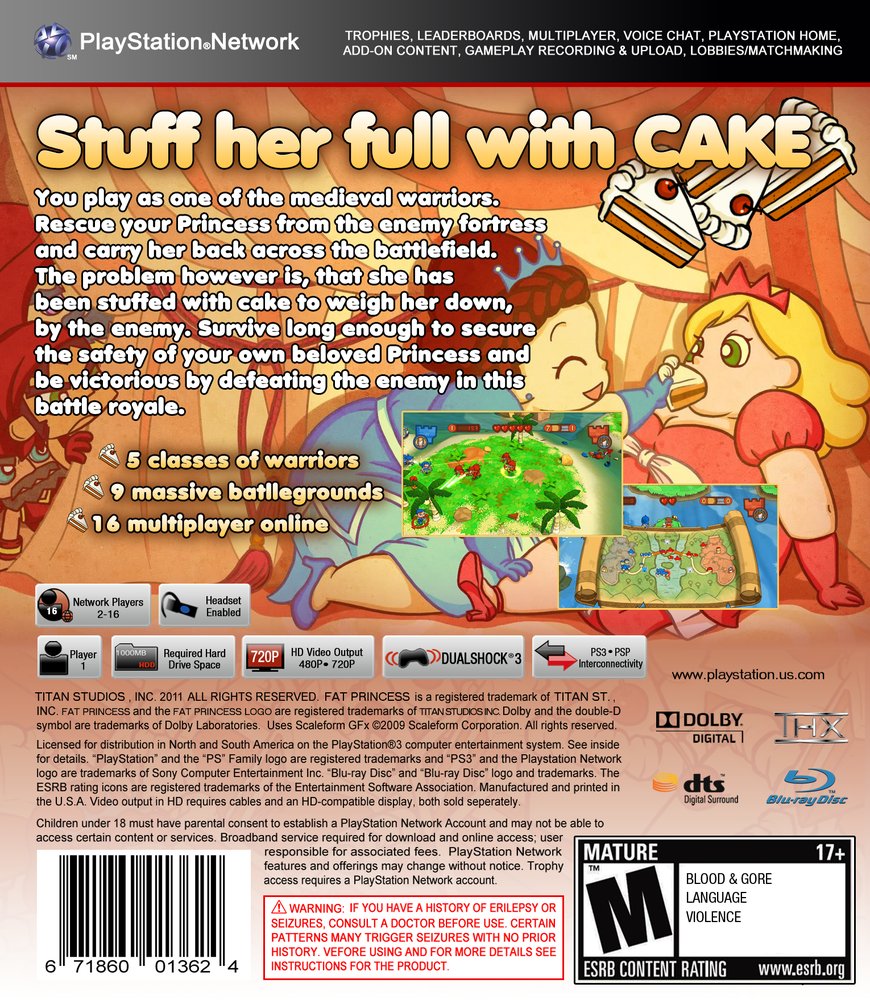 PlayStation®Network
SM
TROPHIES, LEADERBOARDS, MULTIPLAYER, VOICE CHAT, PLAYSTATION HOME,
ADD-ON CONTENT, GAMEPLAY RECORDING & UPLOAD, LOBBIES/MATCHMAKING
Stuff her full with CAKE
You play as one of the medieval warriors.
Rescue your Princess from the enemy fortress
and carry her back across the battlefield.
The problem however is, that she has
been stuffed with cake to weigh her down,
by the enemy. Survive long enough to secure
the safety of your own beloved Princess and
be victorious by defeating the enemy in this
battle royale.
5 classes of warriors
9 massive batllegrounds
16 multiplayer online
16
Network Players
2-16
Headset
Enabled
Player
1
1000MB
HDD
Required Hard
Drive Space
720P
HD Video Output
480P• 720P
DUALSHOCK®3
PS3 • PSP
Interconnectivity
www.playstation.us.com
TITAN STUDIOS , INC. 2011 ALL RIGHTS RESERVED. FAT PRINCESS is a registered trademark of TITAN ST. ,
INC. FAT PRINCESS and the FAT PRINCESS LOGO are registered trademarks of TITAN STUDIOS INC. Dolby and the double-D
symbol are trademarks of Dolby Laboratories. Uses Scaleform GFx ©2009 Scaleform Corporation. All rights reserved.
Licensed for distribution in North and South America on the PlayStation®3 computer entertainment system. See inside
for details. “PlayStation” and the “PS” Family logo are registered trademarks and “PS3” and the Playstation Network
logo are trademarks of Sony Computer Entertainment Inc. “Blu-ray Disc” and “Blu-ray Disc” logo and trademarks. The
ESRB rating icons are registered trademarks of the Entertainment Software Association. Manufactured and printed in
the U.S.A. Video output in HD requires cables and an HD-compatible display, both sold seperately.
DOLBY
DIGITAL
THX
dts
Digital Surround
Blu-ray Disc
Children under 18 must have parental consent to establish a PlayStation Network Account and may not be able to
access certain content or services. Broadband service required for download and online access; user
responsible for associated fees. PlayStation Network
features and offerings may change without notice. Trophy
access requires a PlayStation Network account.
WARNING: IF YOU HAVE A HISTORY OF ERILEPSY OR
SEIZURES, CONSULT A DOCTOR BEFORE USE. CERTAIN
PATTERNS MANY TRIGGER SEIZURES WITH NO PRIOR
HISTORY. VEFORE USING AND FOR MORE DETAILS SEE
INSTRUCTIONS FOR THE PRODUCT.
6 71860 01362 4
MATURE 17+
TM
M
BLOOD & GORE
LANGUAGE
VIOLENCE
ESRB CONTENT RATING www.esrb.org